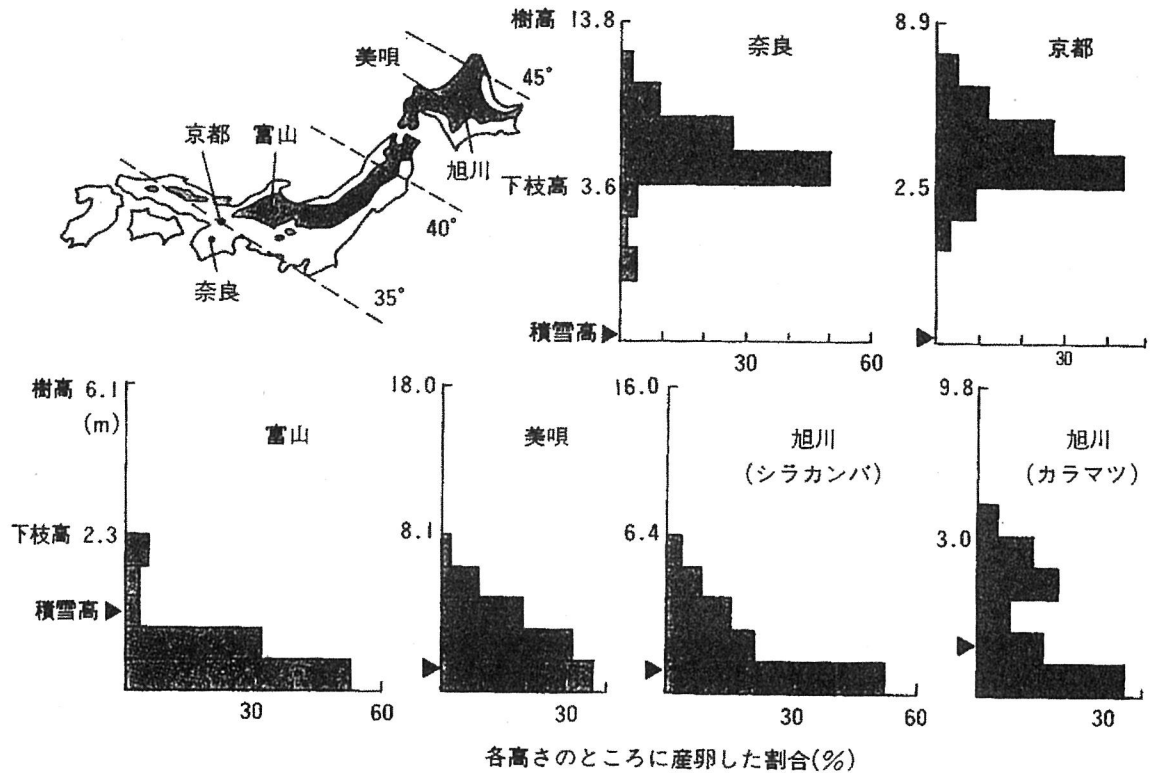 美唄
45°
京都 富山
旭川
40°
奈良
35°
樹高 13.8
奈良
下枝高 3.6
積雪高
30
60
8.9
京都
2.5
30
樹高 6.1
(m)
富山
下枝高 2.3
積雪高
30
60
18.0
美唄
8.1
30
16.0
旭川
(シラカンバ)
6.4
30
60
9.8
旭川
(カラマツ)
3.0
30
各高さのところに産卵した割合(%)